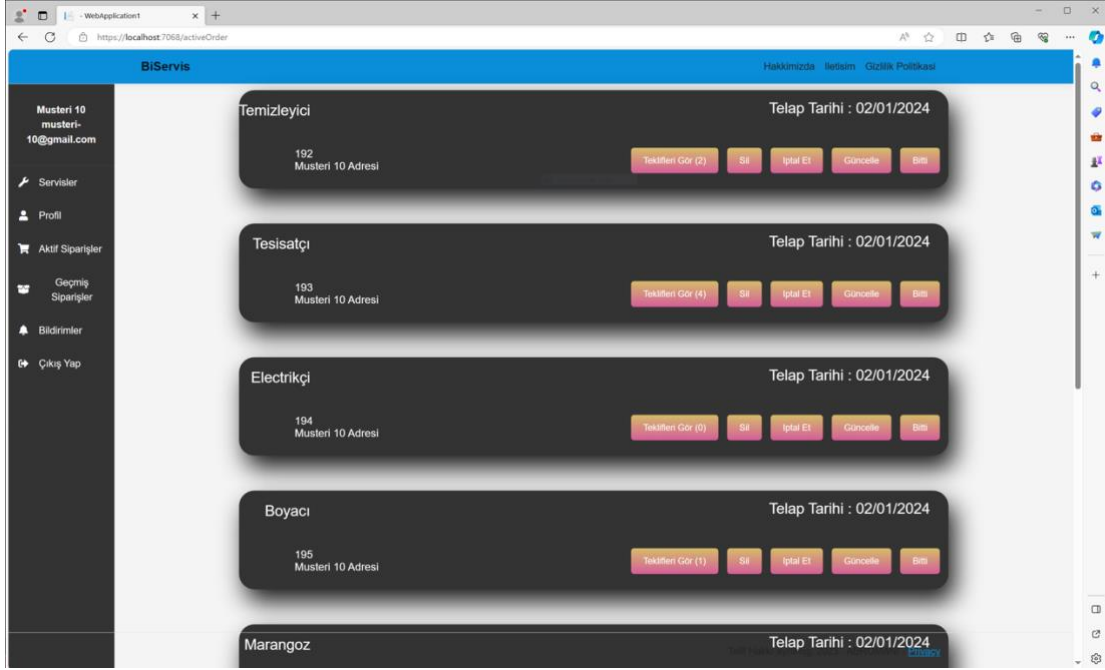 - WebApplication1
https://localhost:7068/activeOrder
BiServis
Hakkimizda Iletisim Gizlilik Politikasi
Musteri 10
musteri-
10@gmail.com
Servisler
Profil
Aktif Siparişler
Geçmiş
Siparişler
Bildirimler
Çıkış Yap
Temizleyici
Telap Tarihi : 02/01/2024
192
Musteri 10 Adresi
Teklifleri Gör (2) Sil Iptal Et Güncelle Bitti
Tesisatçı
Telap Tarihi : 02/01/2024
193
Musteri 10 Adresi
Teklifleri Gör (4) Sil Iptal Et Güncelle Bitti
Electrikçi
Telap Tarihi : 02/01/2024
194
Musteri 10 Adresi
Teklifleri Gör (0) Sil Iptal Et Güncelle Bitti
Boyacı
Telap Tarihi : 02/01/2024
195
Musteri 10 Adresi
Teklifleri Gör (1) Sil Iptal Et Güncelle Bitti
Marangoz
Telap Tarihi : 02/01/2024
Privacy